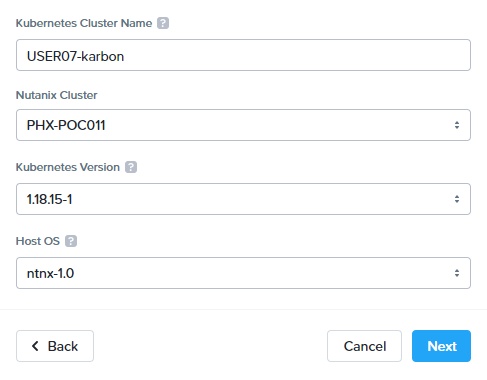 Kubernetes Cluster Name ?
USER07-karbon
Nutanix Cluster
PHX-POC011
Kubernetes Version ?
1.18.15-1
Host OS ?
ntnx-1.0
Back Cancel Next